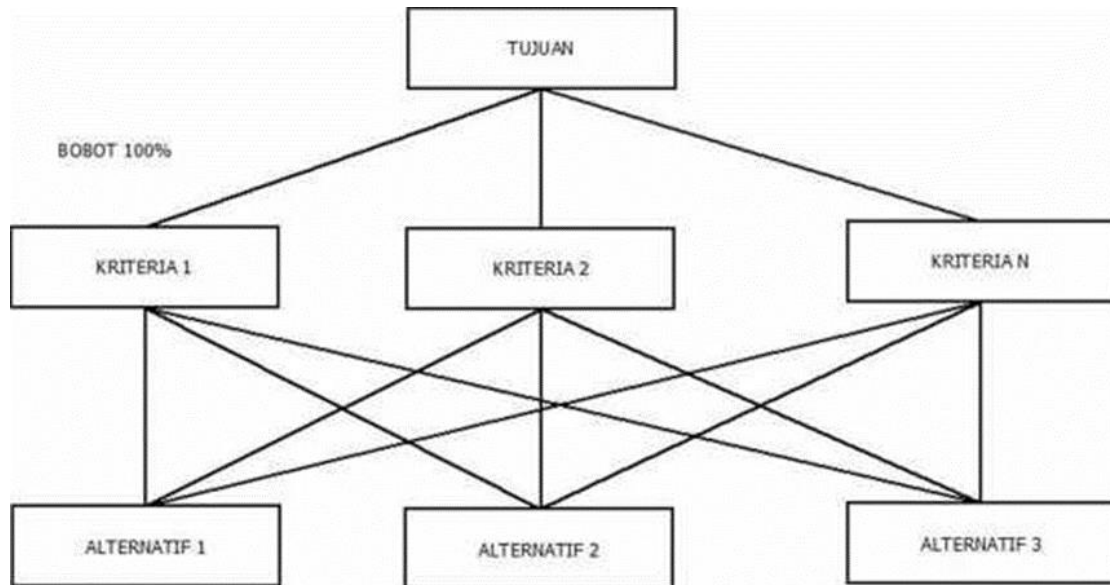 TUJUAN
BOBOT 100%
KRITERIA 1
KRITERIA 2
KRITERIA N
ALTERNATIF 1
ALTERNATIF 2
ALTERNATIF 3